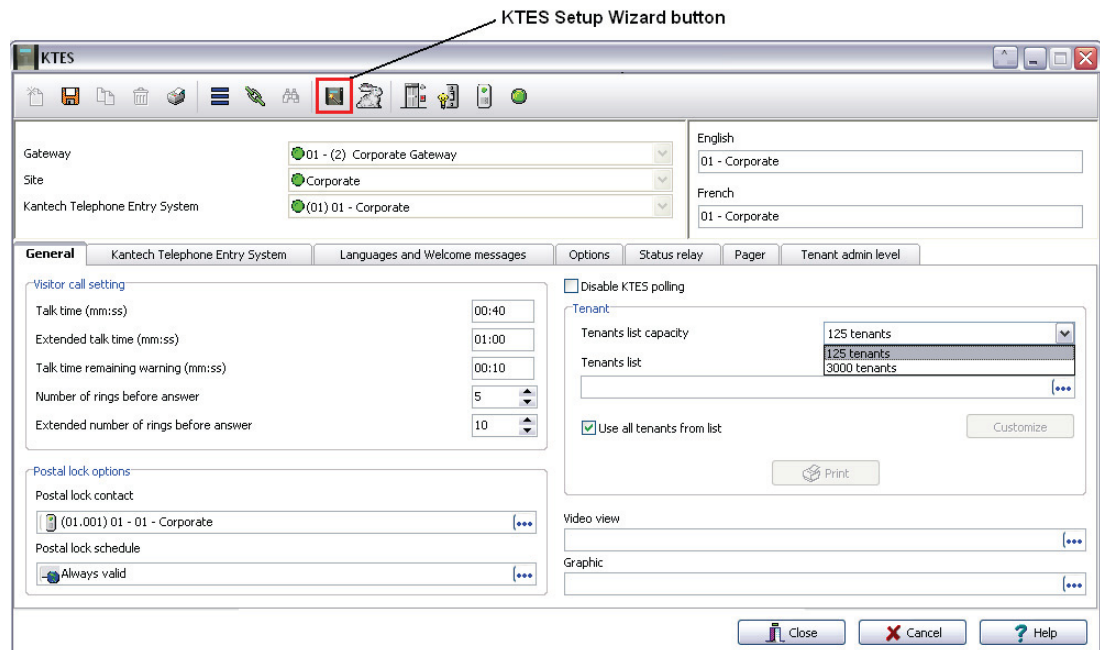 KTES Setup Wizard button
KTES
Gateway
01 - (2) Corporate Gateway
Site
Corporate
Kantech Telephone Entry System
(01) 01 - Corporate
English
01 - Corporate
French
01 - Corporate
General
Kantech Telephone Entry System
Languages and Welcome messages
Options
Status relay
Pager
Tenant admin level
Visitor call setting
Talk time (mm:ss)
00:40
Extended talk time (mm:ss)
01:00
Talk time remaining warning (mm:ss)
00:10
Number of rings before answer
5
Extended number of rings before answer
10
Postal lock options
Postal lock contact
(01.001) 01 - 01 - Corporate
Postal lock schedule
Always valid
Disable KTES polling
Tenant
Tenants list capacity
125 tenants
125 tenants
3000 tenants
Tenants list
Use all tenants from list
Customize
Print
Video view
Graphic
Close
Cancel
Help